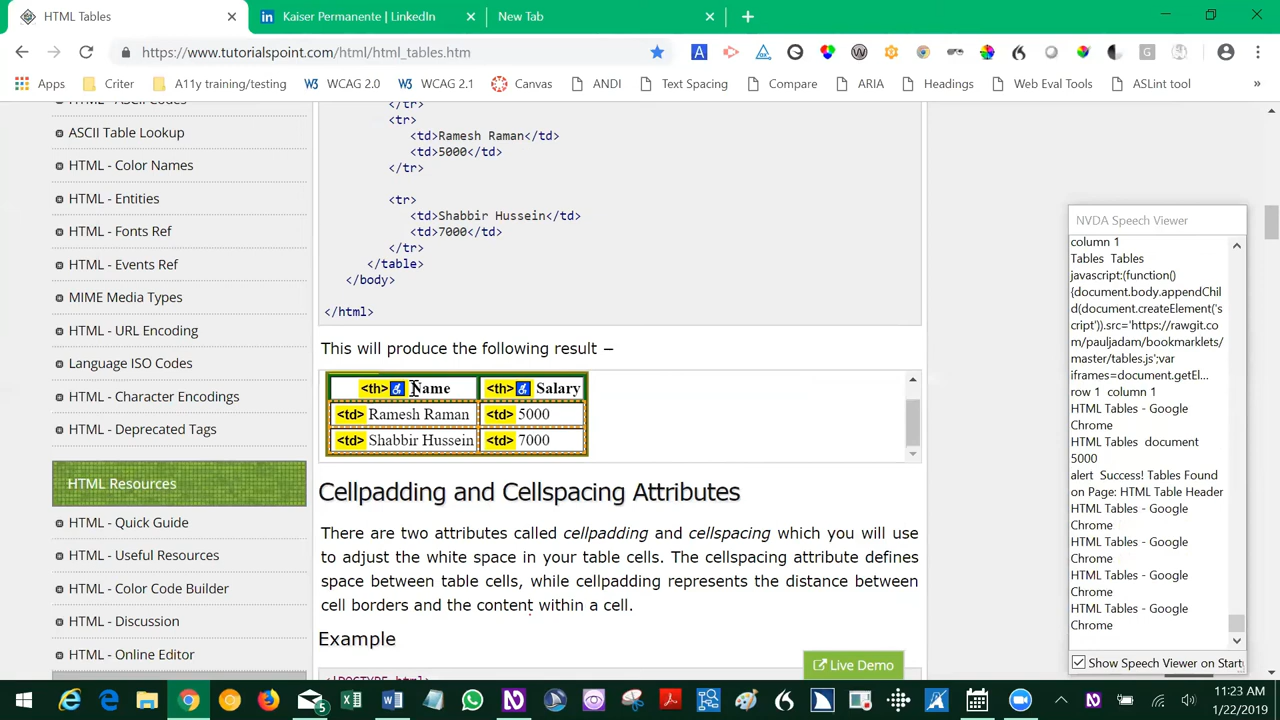 HTML Tables
Kaiser Permanente | LinkedIn
New Tab
https://www.tutorialspoint.com/html/html_tables.htm
Apps
Criter
A11y training/testing
W3 WCAG 2.0
W3 WCAG 2.1
Canvas
ANDI
Text Spacing
Compare
ARIA
Headings
Web Eval Tools
ASLint tool
»
HTML - ASCII Codes
ASCII Table Lookup
HTML - Color Names
HTML - Entities
HTML - Fonts Ref
HTML - Events Ref
MIME Media Types
HTML - URL Encoding
Language ISO Codes
HTML - Character Encodings
HTML - Deprecated Tags
HTML Resources
HTML - Quick Guide
HTML - Useful Resources
HTML - Color Code Builder
HTML - Discussion
HTML - Online Editor
</tr>
<tr>
<td>Ramesh Raman</td>
<td>5000</td>
</tr>
<tr>
<td>Shabbir Hussein</td>
<td>7000</td>
</tr>
</table>
</body>
</html>
This will produce the following result −
<th> Name <th> Salary
<td> Ramesh Raman <td> 5000
<td> Shabbir Hussein <td> 7000
Cellpadding and Cellspacing Attributes
There are two attributes called cellpadding and cellspacing which you will use
to adjust the white space in your table cells. The cellspacing attribute defines
space between table cells, while cellpadding represents the distance between
cell borders and the content within a cell.
Example
Live Demo
<!DOCTYPE html>
NVDA Speech Viewer
column 1
Tables Tables
javascript:(function()
{document.body.appendChil
d(document.createElement('s
cript')).src='https://rawgit.co
m/pauljadam/bookmarklets/
master/tables.js';var
iframes=document.getEl...
row 1 column 1
HTML Tables - Google
Chrome
HTML Tables document
5000
alert Success! Tables Found
on Page: HTML Table Header
HTML Tables - Google
Chrome
HTML Tables - Google
Chrome
HTML Tables - Google
Chrome
HTML Tables - Google
Chrome
Show Speech Viewer on Start
5
11:23 AM
1/22/2019